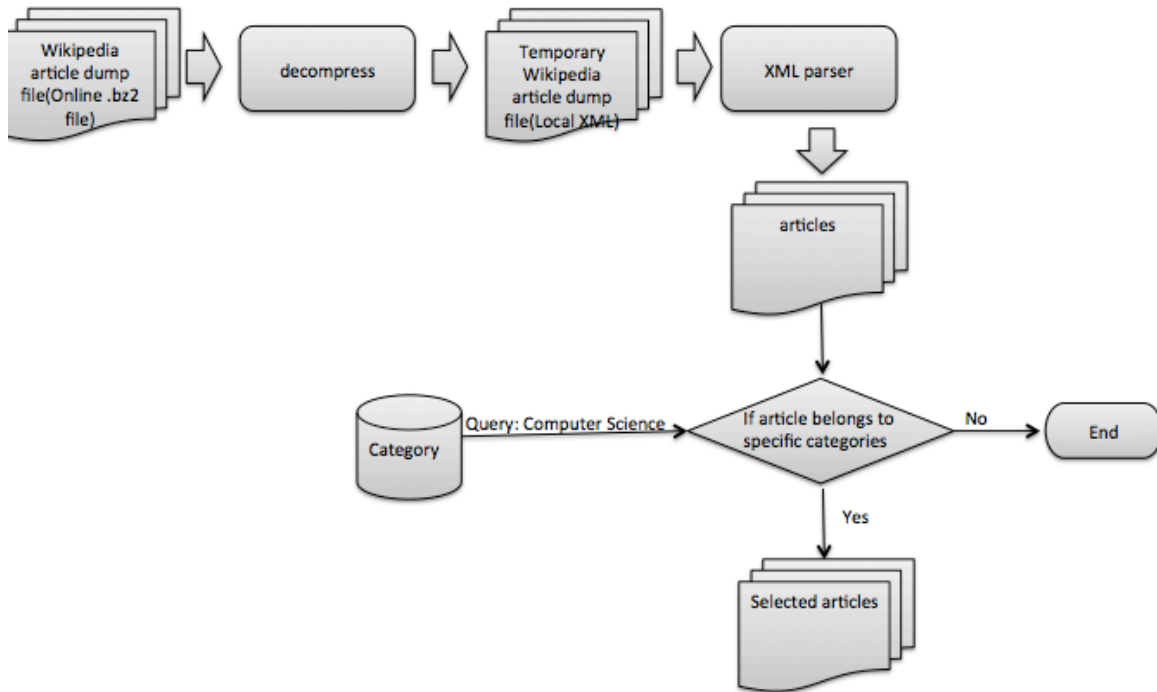 Wikipedia
article dump
file(Online .bz2
file)
decompress
Temporary
Wikipedia
article dump
file(Local XML)
XML parser
articles
Category
Query: Computer Science
If article belongs to
specific categories
No
End
Yes
Selected articles